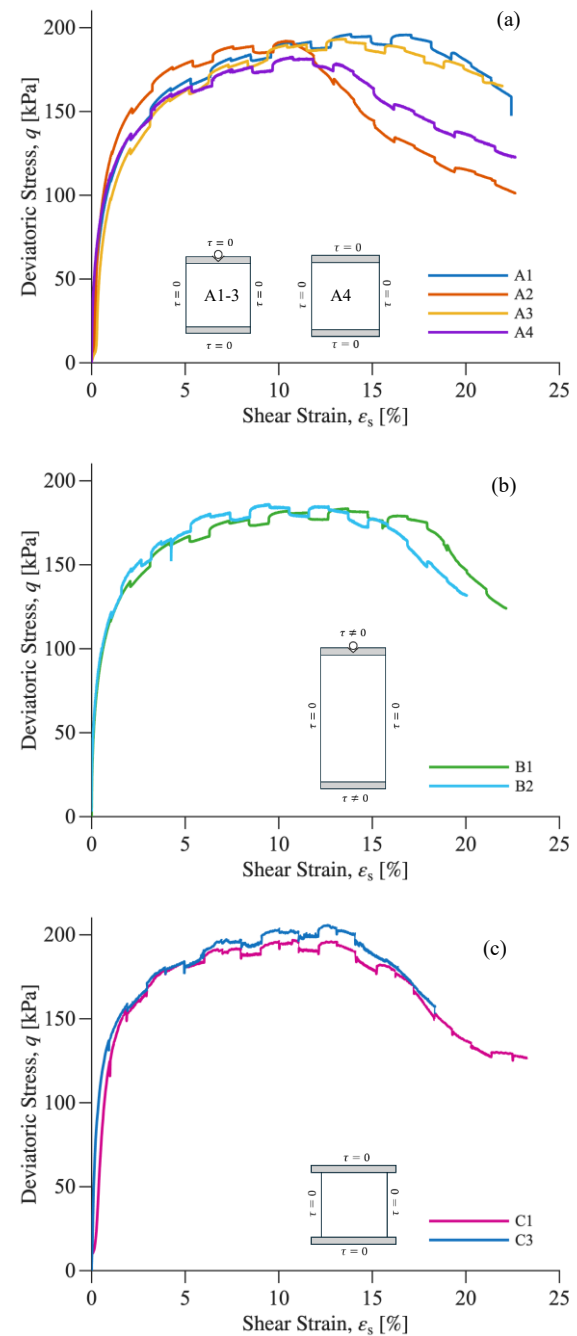 (a)
200
150
100
50
0
Deviatoric Stress, q [kPa]
τ = 0
τ = 0
A1-3
τ = 0
τ = 0
τ = 0
τ = 0
A4
τ = 0
τ = 0
A1
A2
A3
A4
0 5 10 15 20 25
Shear Strain, εs [%]
(b)
200
150
100
50
0
Deviatoric Stress, q [kPa]
τ ≠ 0
τ = 0
τ = 0
τ ≠ 0
B1
B2
0 5 10 15 20 25
Shear Strain, εs [%]
(c)
200
150
100
50
0
Deviatoric Stress, q [kPa]
τ = 0
τ = 0
τ = 0
τ = 0
C1
C3
0 5 10 15 20 25
Shear Strain, εs [%]